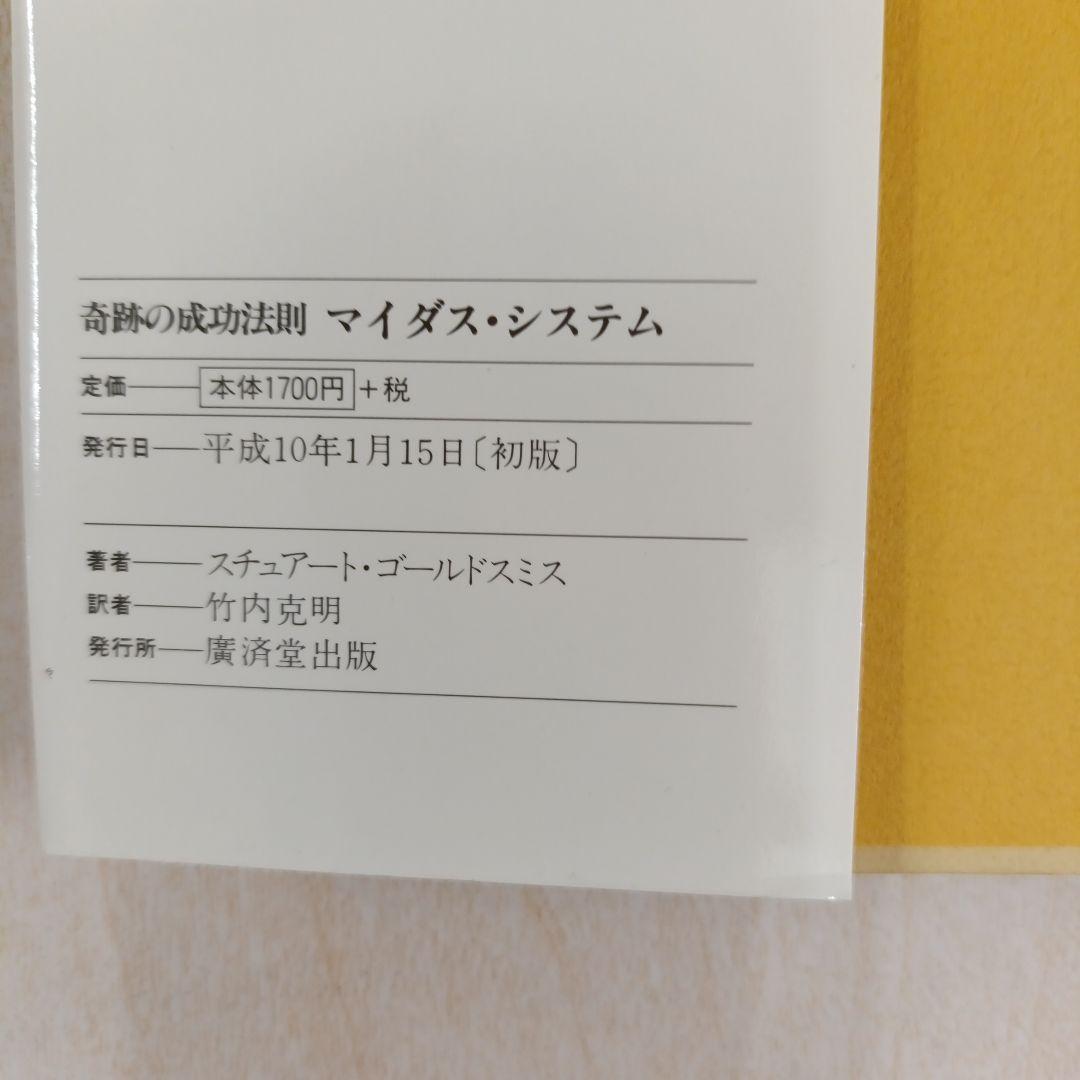 奇跡の成功法則 マイダス・システム
定価――本体1700円＋税
発行日――平成10年1月15日〔初版〕
著者――スチュアート・ゴールドスミス
訳者――竹内克明
発行所――廣済堂出版